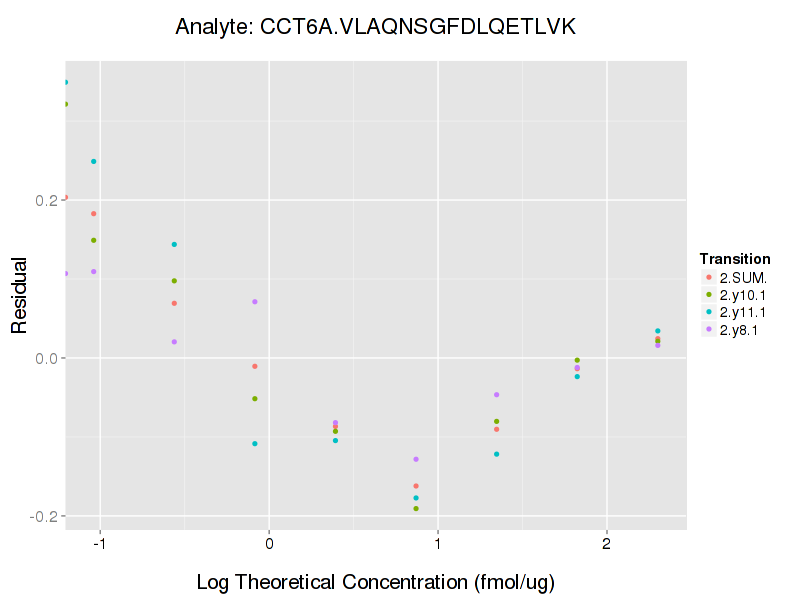 Analyte: CCT6A.VLAQNSGFDLQETLVK
Residual
0.2
0.0
-0.2
-1
0
1
2
Log Theoretical Concentration (fmol/ug)
Transition
2.SUM.
2.y10.1
2.y11.1
2.y8.1